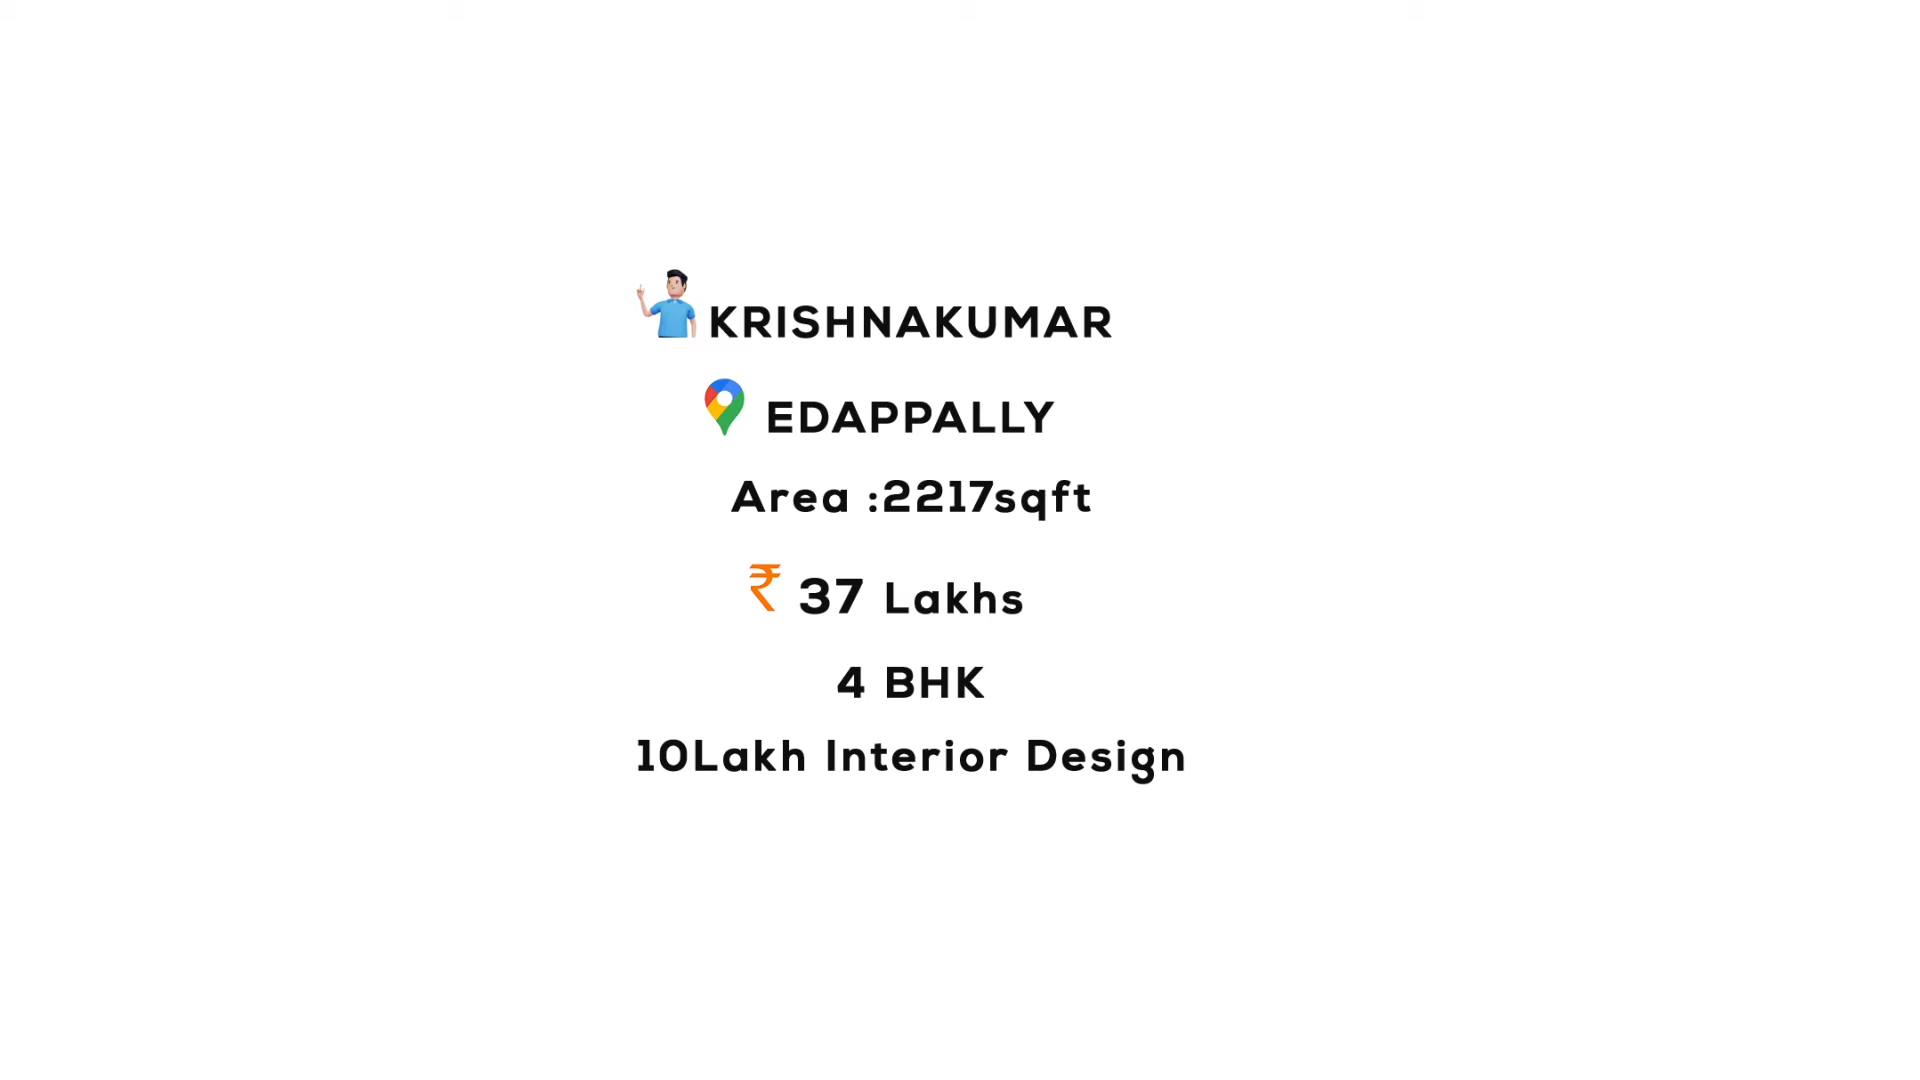 KRISHNAKUMAR
EDAPPALLY
Area :2217sqft
₹ 37 Lakhs
4 BHK
10Lakh Interior Design